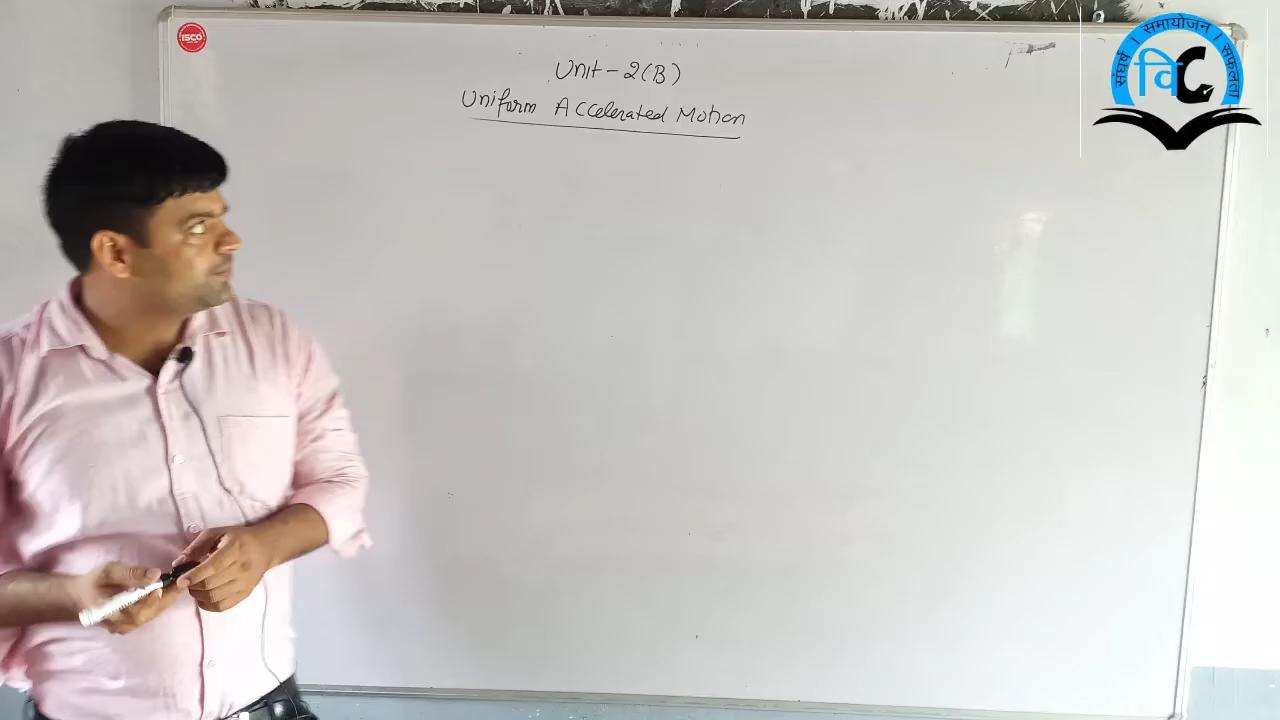 ISCO
Unit - 2(B)
Uniform Accelerated Motion
संघर्ष । समायोजन । सफलता
वि C